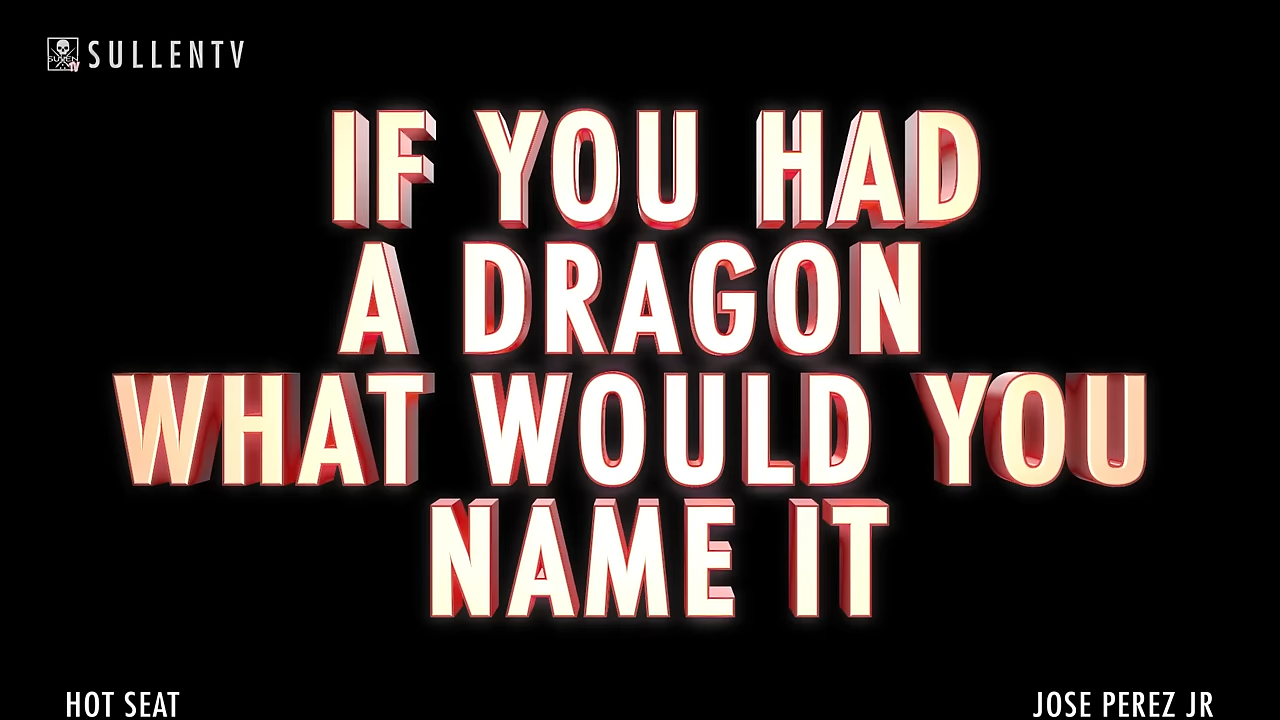 SULLENTV
IF YOU HAD
A DRAGON
WHAT WOULD YOU
NAME IT
HOT SEAT
JOSE PEREZ JR